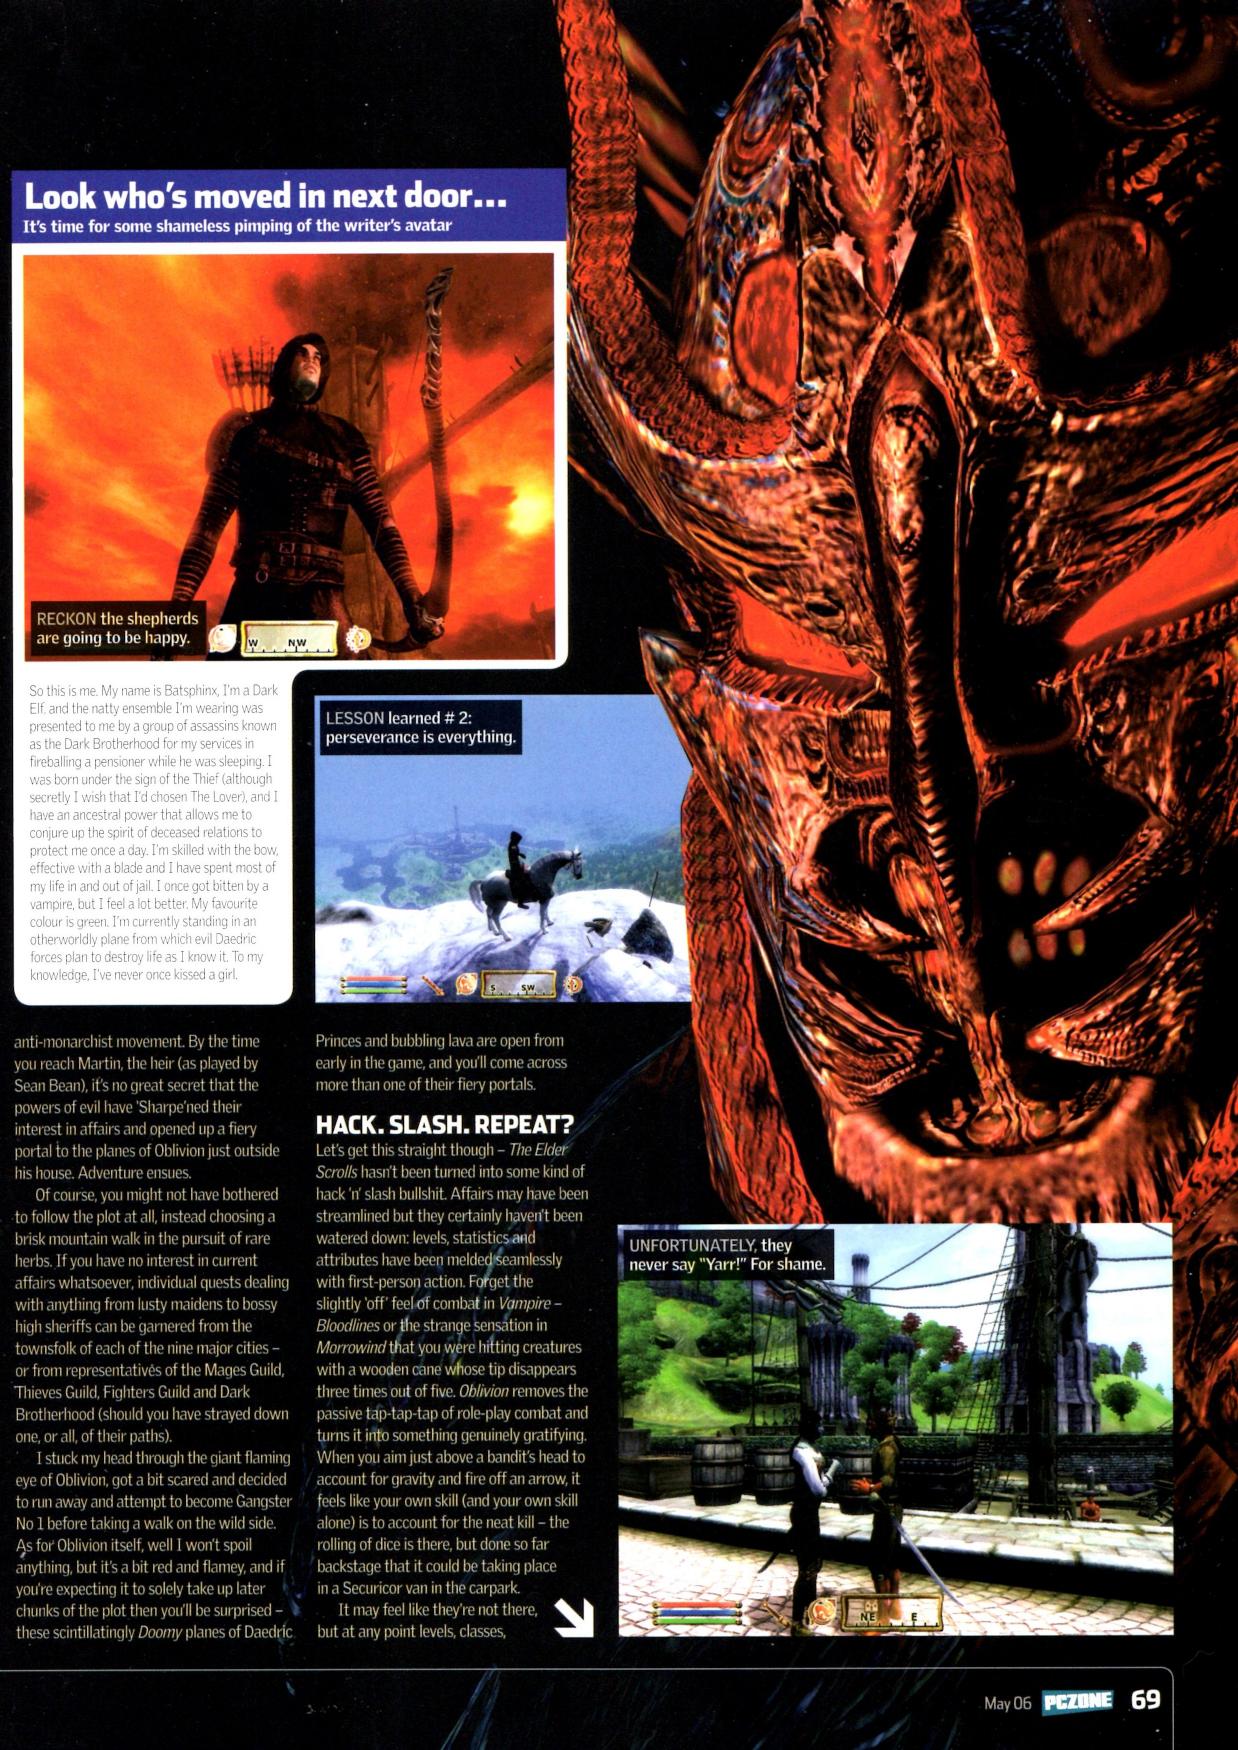 Look who's moved in next door...
It's time for some shameless pimping of the writer's avatar
RECKON the shepherds
are going to be happy.
W NW
So this is me. My name is Batsphinx, I'm a Dark
Elf, and the natty ensemble I'm wearing was
presented to me by a group of assassins known
as the Dark Brotherhood for my services in
fireballing a pensioner while he was sleeping. I
was born under the sign of the Thief (although
secretly I wish that I'd chosen The Lover), and I
have an ancestral power that allows me to
conjure up the spirit of deceased relations to
protect me once a day. I'm skilled with the bow,
effective with a blade and I have spent most of
my life in and out of jail. I once got bitten by a
vampire, but I feel a lot better. My favourite
colour is green. I'm currently standing in an
otherworldly plane from which evil Daedric
forces plan to destroy life as I know it. To my
knowledge, I've never once kissed a girl.
LESSON learned # 2:
perseverance is everything.
S SW
anti-monarchist movement. By the time
you reach Martin, the heir (as played by
Sean Bean), it's no great secret that the
powers of evil have 'Sharpe'ned their
interest in affairs and opened up a fiery
portal to the planes of Oblivion just outside
his house. Adventure ensues.
Of course, you might not have bothered
to follow the plot at all, instead choosing a
brisk mountain walk in the pursuit of rare
herbs. If you have no interest in current
affairs whatsoever, individual quests dealing
with anything from lusty maidens to bossy
high sheriffs can be garnered from the
townsfolk of each of the nine major cities –
or from representatives of the Mages Guild,
Thieves Guild, Fighters Guild and Dark
Brotherhood (should you have strayed down
one, or all, of their paths).
I stuck my head through the giant flaming
eye of Oblivion, got a bit scared and decided
to run away and attempt to become Gangster
No 1 before taking a walk on the wild side.
As for Oblivion itself, well I won't spoil
anything, but it's a bit red and flamey, and if
you're expecting it to solely take up later
chunks of the plot then you'll be surprised –
these scintillatingly Doomy planes of Daedric
Princes and bubbling lava are open from
early in the game, and you'll come across
more than one of their fiery portals.
HACK. SLASH. REPEAT?
Let's get this straight though – The Elder
Scrolls hasn't been turned into some kind of
hack 'n' slash bullshit. Affairs may have been
streamlined but they certainly haven't been
watered down: levels, statistics and
attributes have been melded seamlessly
with first-person action. Forget the
slightly 'off' feel of combat in Vampire –
Bloodlines or the strange sensation in
Morrowind that you were hitting creatures
with a wooden cane whose tip disappears
three times out of five. Oblivion removes the
passive tap-tap-tap of role-play combat and
turns it into something genuinely gratifying.
When you aim just above a bandit's head to
account for gravity and fire off an arrow, it
feels like your own skill (and your own skill
alone) is to account for the neat kill – the
rolling of dice is there, but done so far
backstage that it could be taking place
in a Securicor van in the carpark.
It may feel like they're not there,
but at any point levels, classes,
UNFORTUNATELY, they
never say "Yarr!" For shame.
NE E
May 06 PCZONE 69